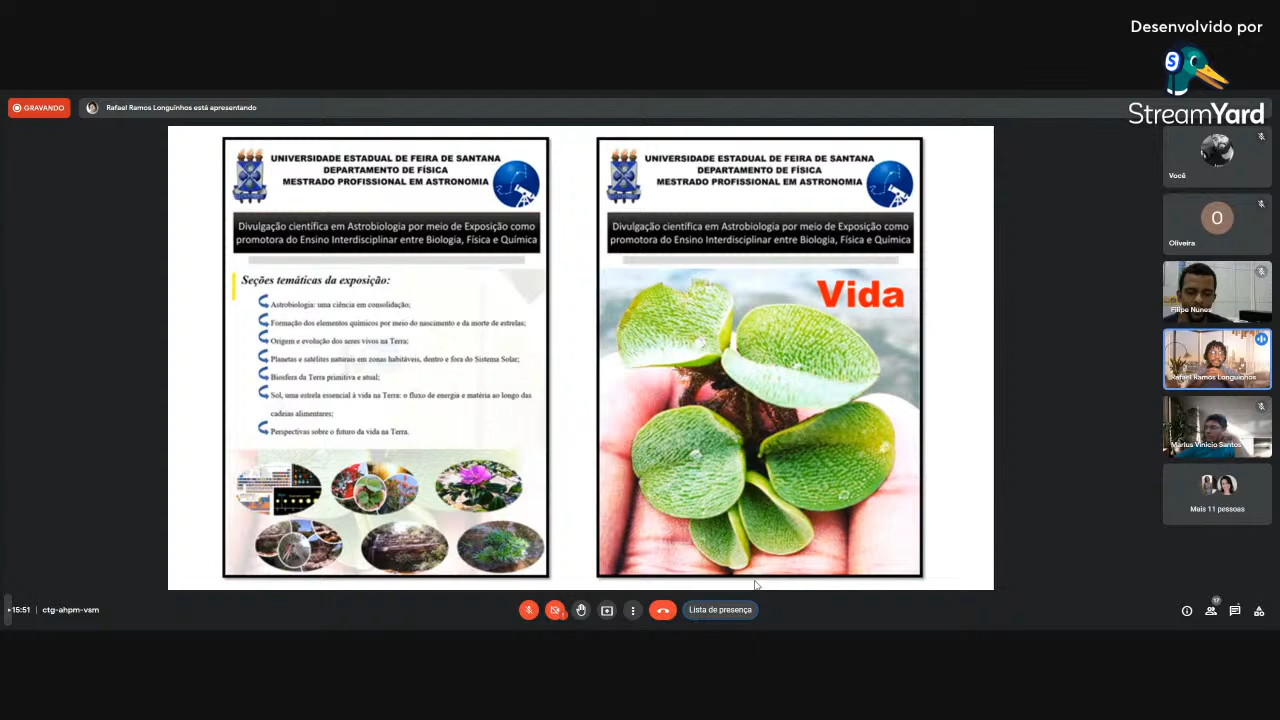 Desenvolvido por
S
StreamYard
GRAVANDO
Rafael Ramos Longuinhos está apresentando
UNIVERSIDADE ESTADUAL DE FEIRA DE SANTANA
DEPARTAMENTO DE FÍSICA
MESTRADO PROFISSIONAL EM ASTRONOMIA
Divulgação científica em Astrobiologia por meio de Exposição como
promotora do Ensino Interdisciplinar entre Biologia, Física e Química
Seções temáticas da exposição:
Astrobiologia: uma ciência em consolidação;
Formação dos elementos químicos por meio do nascimento e da morte de estrelas;
Origem e evolução dos seres vivos na Terra;
Planetas e satélites naturais em zonas habitáveis, dentro e fora do Sistema Solar;
Biosfera da Terra primitiva e atual;
Sol, uma estrela essencial à vida na Terra: o fluxo de energia e matéria ao longo das
cadeias alimentares;
Perspectivas sobre o futuro da vida na Terra.
UNIVERSIDADE ESTADUAL DE FEIRA DE SANTANA
DEPARTAMENTO DE FÍSICA
MESTRADO PROFISSIONAL EM ASTRONOMIA
Divulgação científica em Astrobiologia por meio de Exposição como
promotora do Ensino Interdisciplinar entre Biologia, Física e Química
Vida
Você
O
Oliveira
Filipe Nunes
Rafael Ramos Longuinhos
Marlus Vinicio Santos
Mais 11 pessoas
15:51 | ctg-ahpm-vsm
Lista de presença
17